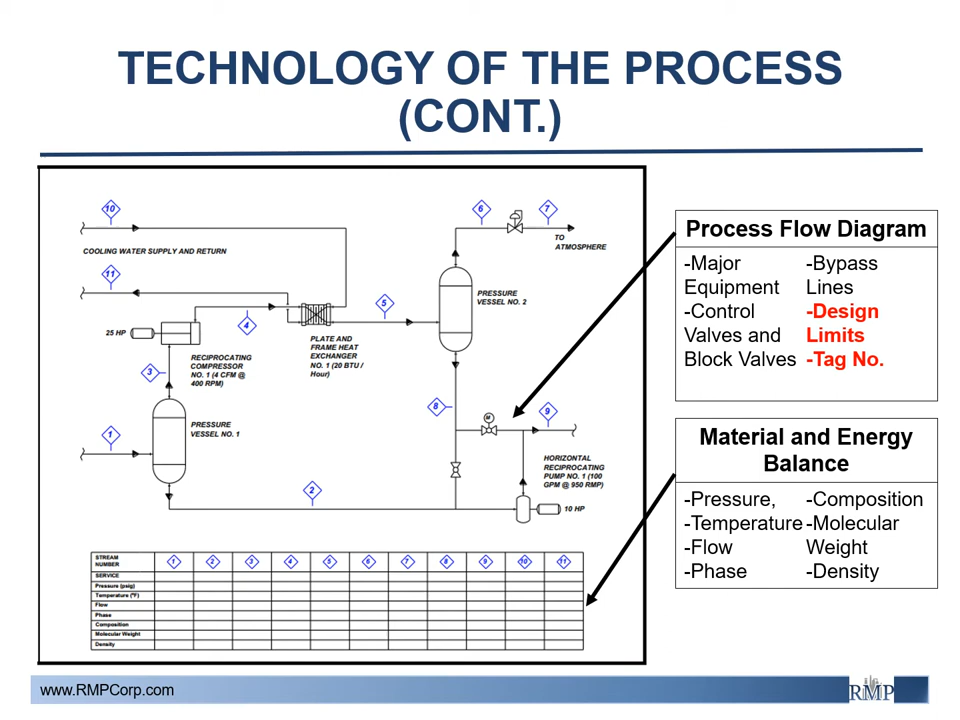 TECHNOLOGY OF THE PROCESS
(CONT.)
10
COOLING WATER SUPPLY AND RETURN
11
6
7
TO
ATMOSPHERE
PRESSURE
VESSEL NO. 2
5
4
25 HP
PLATE AND
FRAME HEAT
EXCHANGER
NO. 1 (20 BTU /
Hour)
RECIPROCATING
COMPRESSOR
NO. 1 (4 CFM @
400 RPM)
3
8
9
M
1
PRESSURE
VESSEL NO. 1
HORIZONTAL
RECIPROCATING
PUMP NO. 1 (100
GPM @ 950 RMP)
2
10 HP
STREAM
NUMBER
1 2 3 4 5 6 7 8 9 10 11
SERVICE
Pressure (psig)
Temperature (°F)
Flow
Phase
Composition
Molecular Weight
Density
Process Flow Diagram
-Major
Equipment
-Control
Valves and
Block Valves
-Bypass
Lines
-Design
Limits
-Tag No.
Material and Energy
Balance
-Pressure,
-Temperature
-Flow
-Phase
-Composition
-Molecular
Weight
-Density
www.RMPCorp.com
RMP